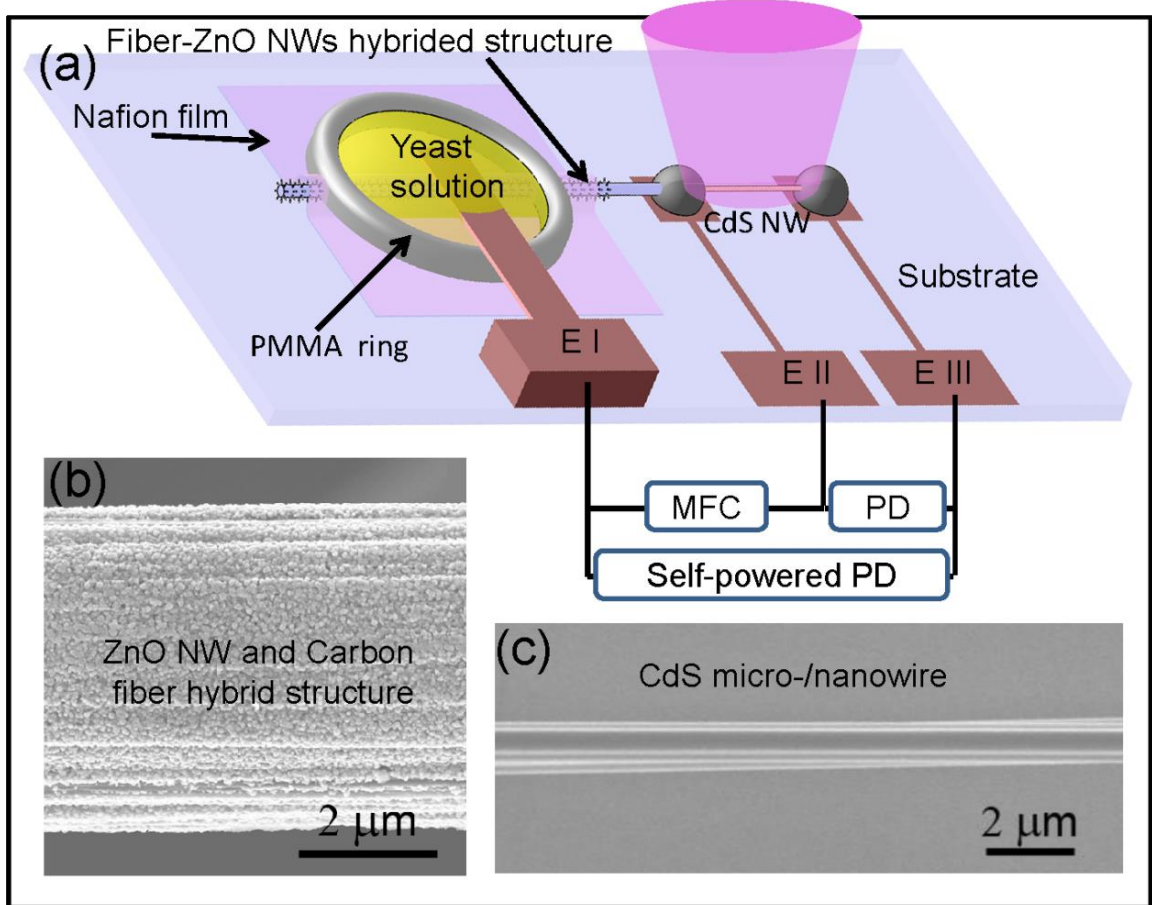 (a)
Fiber-ZnO NWs hybrided structure
Nafion film
Yeast
solution
CdS NW
Substrate
PMMA ring
E I
E II
E III
MFC
PD
Self-powered PD
(b)
ZnO NW and Carbon
fiber hybrid structure
2 μm
(c)
CdS micro-/nanowire
2 μm